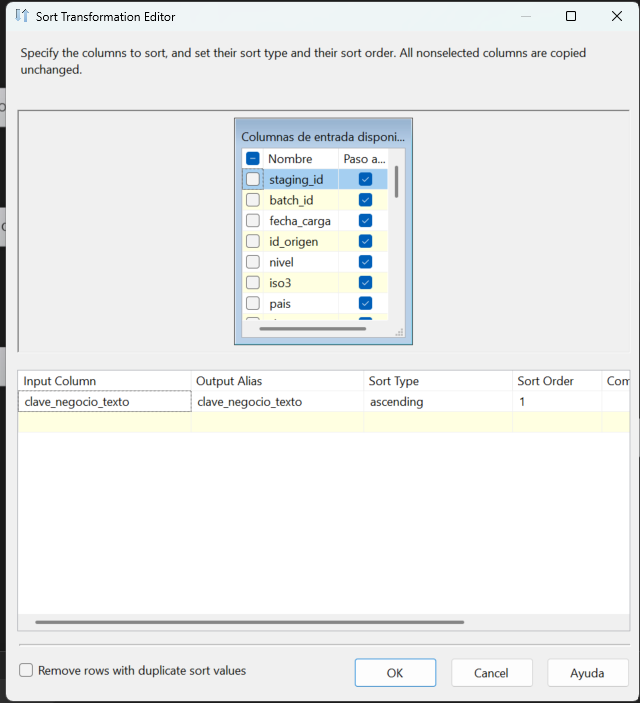 Sort Transformation Editor
Specify the columns to sort, and set their sort type and their sort order. All nonselected columns are copied
unchanged.
Columnas de entrada disponi...
Nombre Paso a...
staging_id
batch_id
fecha_carga
id_origen
nivel
iso3
pais
Input Column Output Alias Sort Type Sort Order Com
clave_negocio_texto clave_negocio_texto ascending 1
Remove rows with duplicate sort values
OK Cancel Ayuda